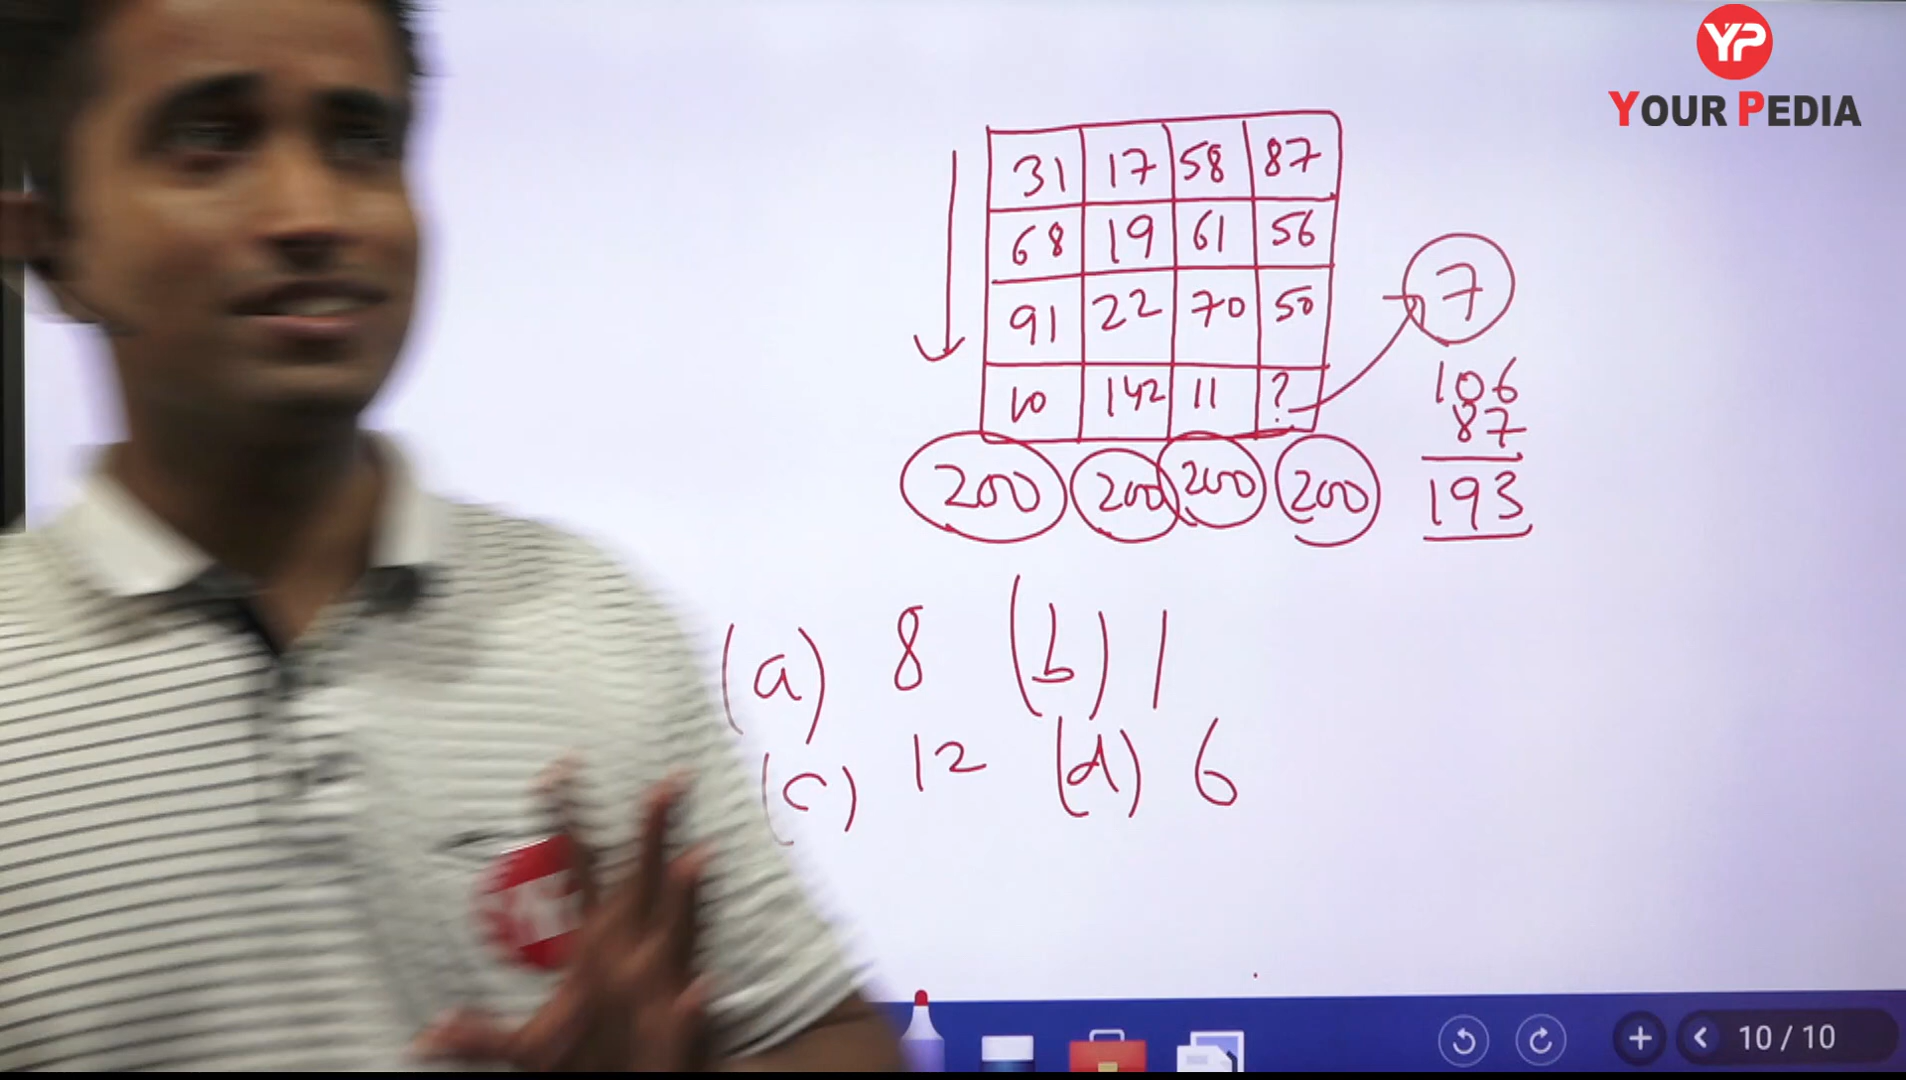 YP
YOUR PEDIA
31 17 58 87
68 19 61 56
91 22 70 50
10 142 11 ?
7
106
87
193
200 200 200 200
(a) 8 (b) 1
(c) 12 (d) 6
10 / 10